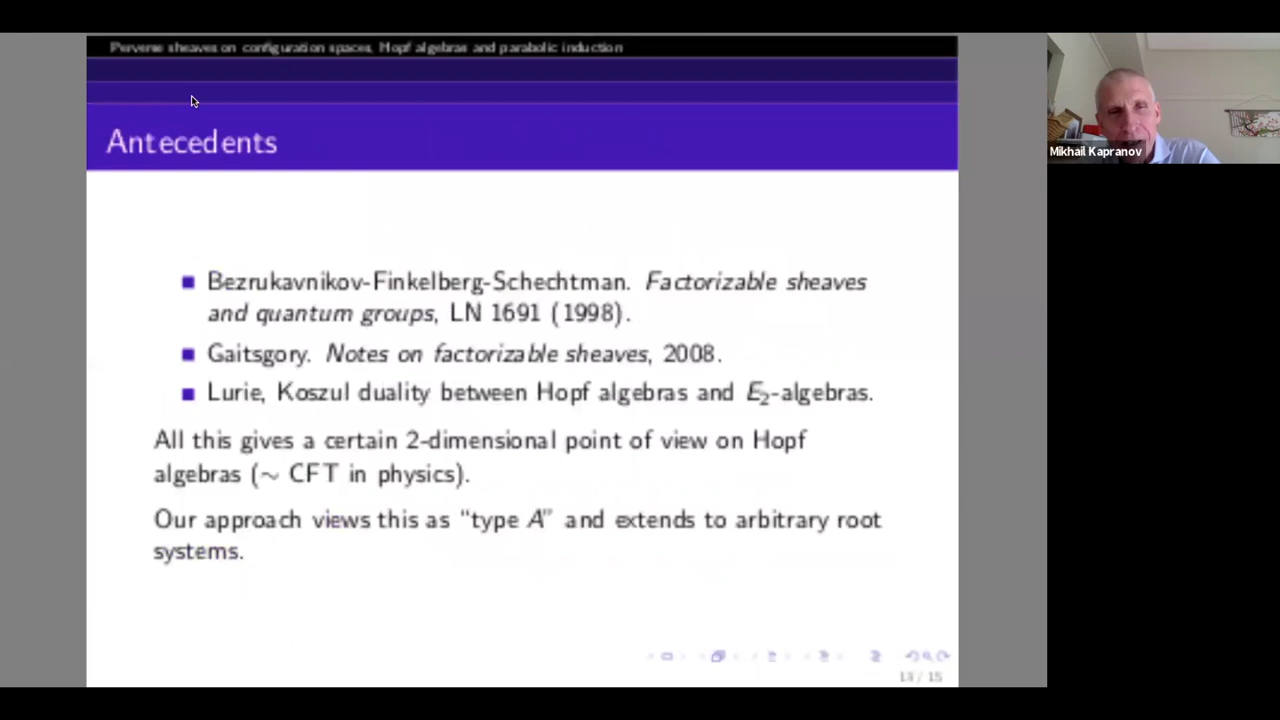 Perverse sheaves on configuration spaces, Hopf algebras and parabolic induction
Antecedents
Bezrukavnikov-Finkelberg-Schechtman. Factorizable sheaves
and quantum groups, LN 1691 (1998).
Gaitsgory. Notes on factorizable sheaves, 2008.
Lurie, Koszul duality between Hopf algebras and E₂-algebras.
All this gives a certain 2-dimensional point of view on Hopf
algebras (∼ CFT in physics).
Our approach views this as “type A” and extends to arbitrary root
systems.
Mikhail Kapranov